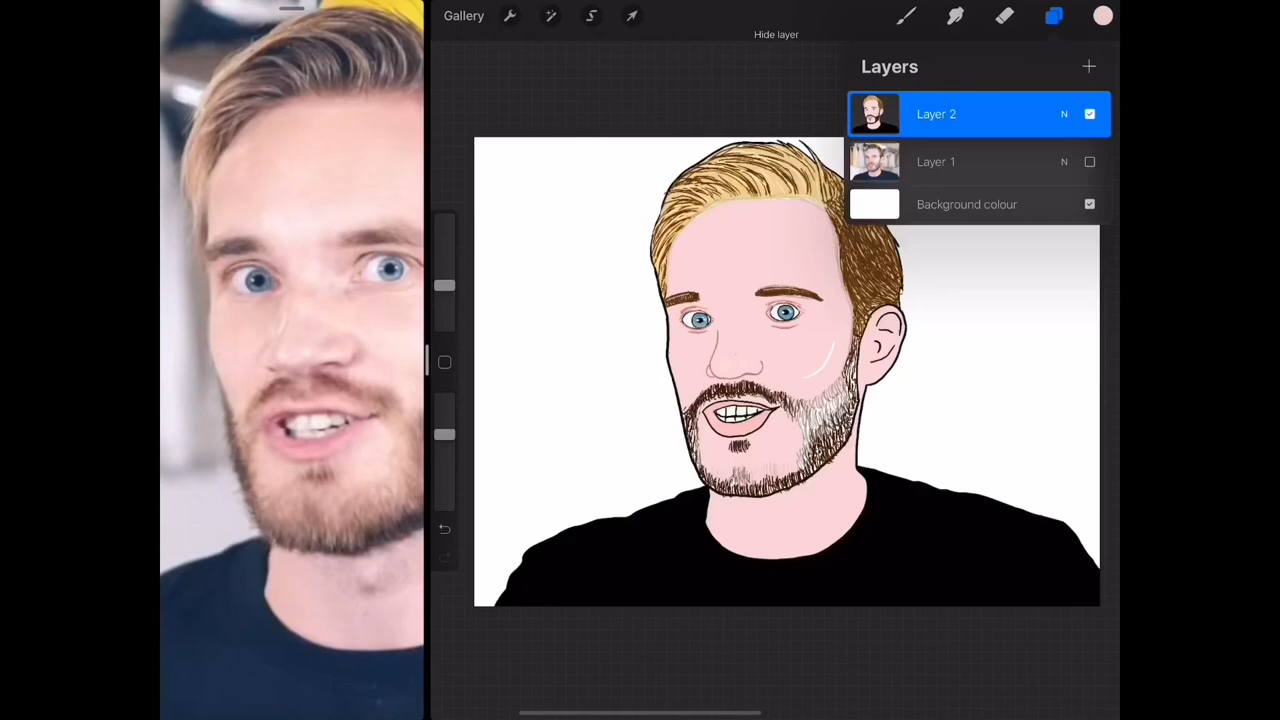 Gallery
Hide layer
Layers
Layer 2 N
Layer 1 N
Background colour